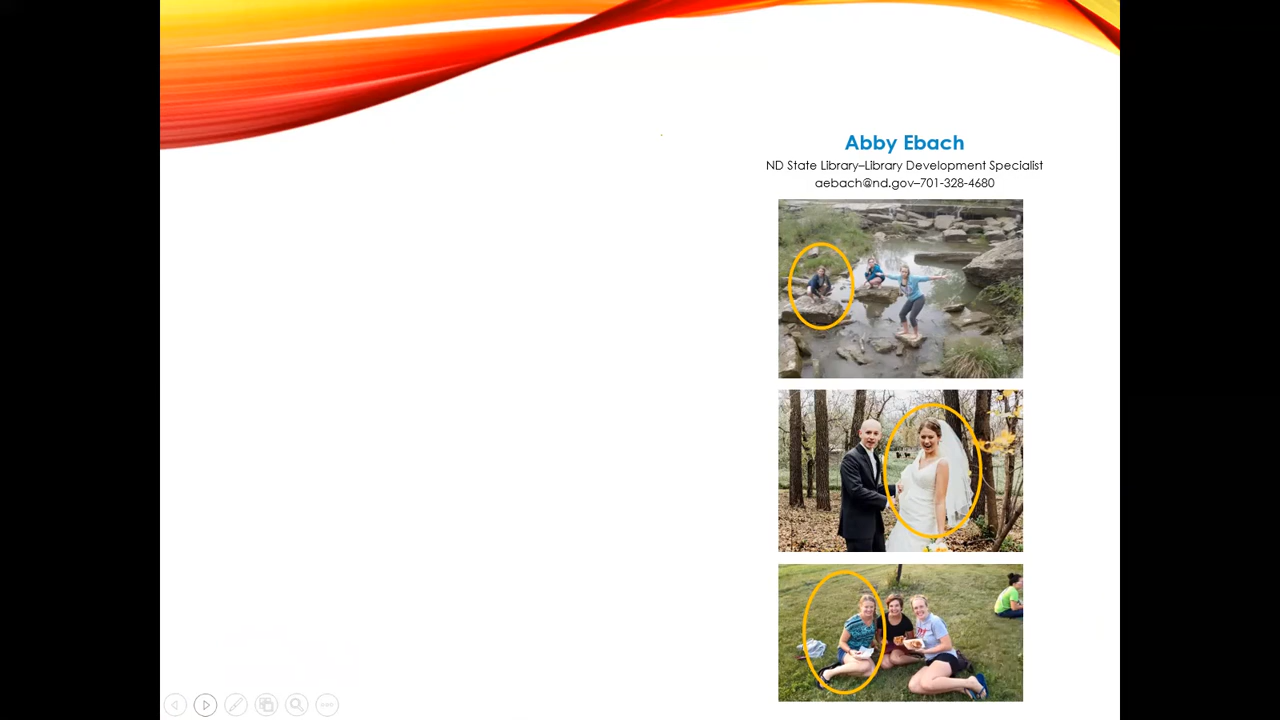 Abby Ebach
ND State Library–Library Development Specialist
aebach@nd.gov–701-328-4680